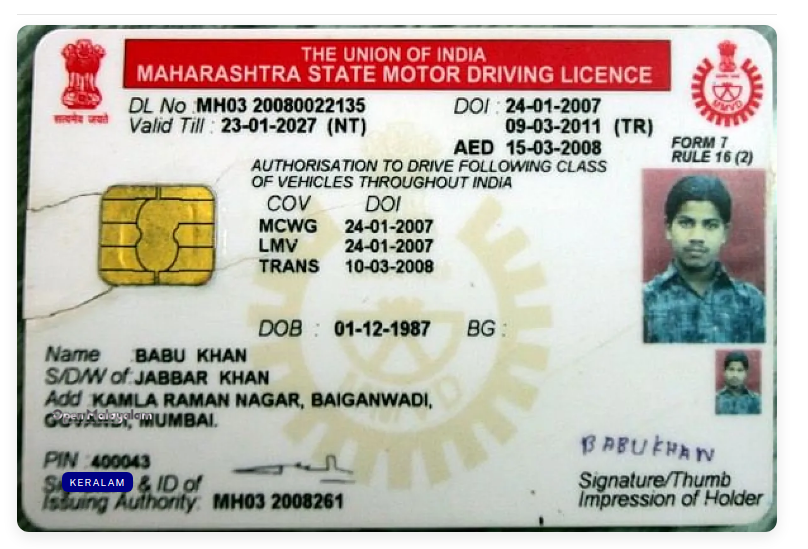 THE UNION OF INDIA
MAHARASHTRA STATE MOTOR DRIVING LICENCE
सत्यमेव जयते
MMVD
DL No : MH03 20080022135 DOI : 24-01-2007
Valid Till : 23-01-2027 (NT) 09-03-2011 (TR)
AED 15-03-2008
FORM 7
RULE 16 (2)
AUTHORISATION TO DRIVE FOLLOWING CLASS
OF VEHICLES THROUGHOUT INDIA
COV DOI
MCWG 24-01-2007
LMV 24-01-2007
TRANS 10-03-2008
DOB : 01-12-1987 BG :
Name : BABU KHAN
S/D/W of : JABBAR KHAN
Add KAMLA RAMAN NAGAR, BAIGANWADI,
MUMBAI.
MMVD
PIN : 400043
KERALAM
& ID of
Issuing Authority: MH03 2008261
BABUKHAN
Signature/Thumb
Impression of Holder